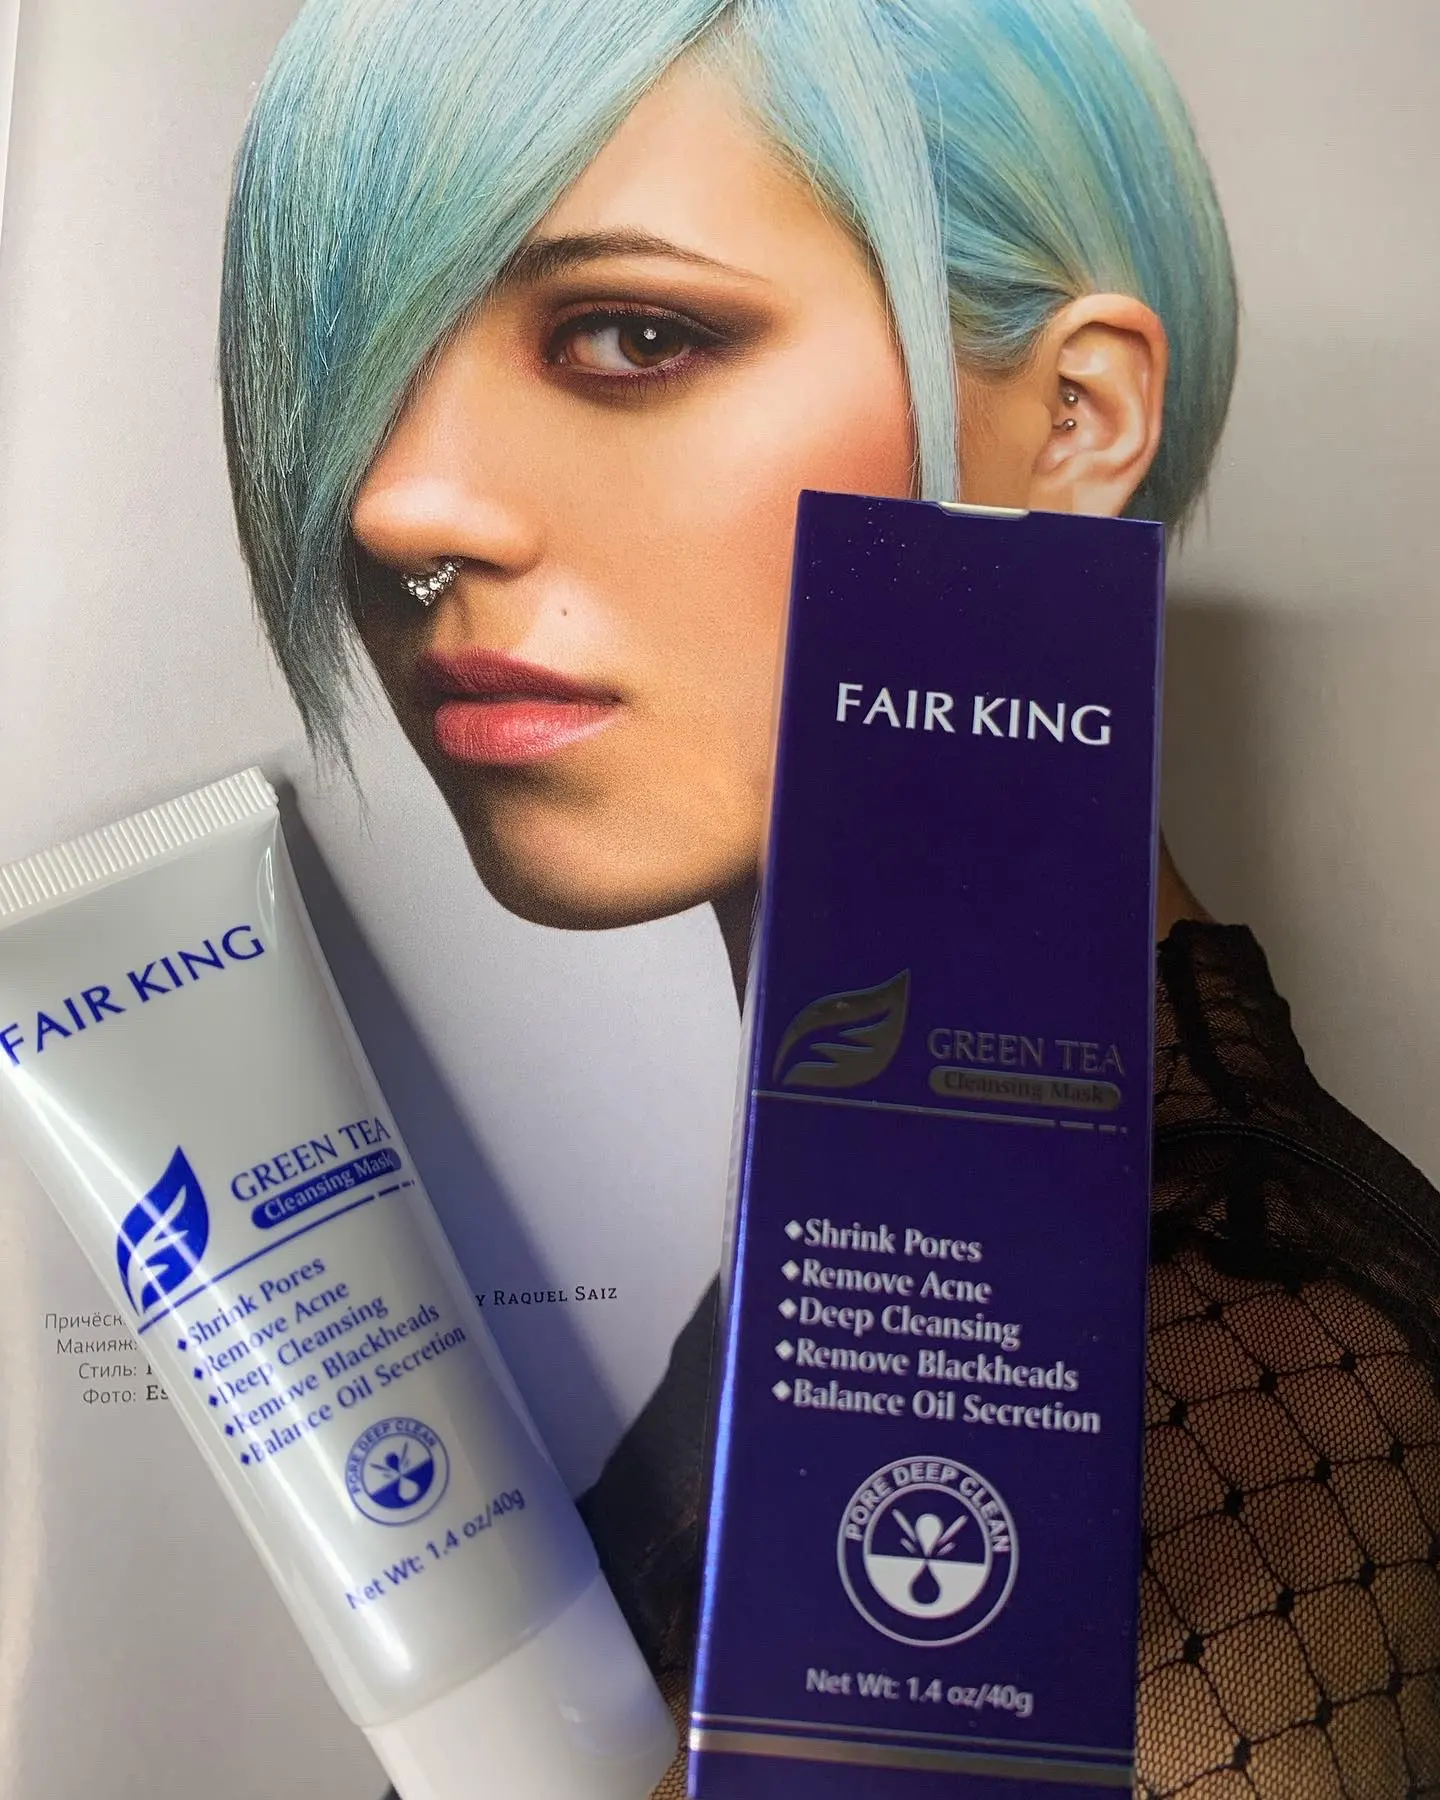 FAIR KING
GREEN TEA
Cleansing Mask
◆Shrink Pores
◆Remove Acne
◆Deep Cleansing
◆Remove Blackheads
◆Balance Oil Secretion
PORE DEEP CLEAN
Net Wt: 1.4 oz/40g
FAIR KING
GREEN TEA
Cleansing Mask
◆Shrink Pores
◆Remove Acne
◆Deep Cleansing
◆Remove Blackheads
◆Balance Oil Secretion
PORE DEEP CLEAN
Net Wt: 1.4 oz/40g
Y RAQUEL SAIZ
Макияж:
Стиль:
Фото: